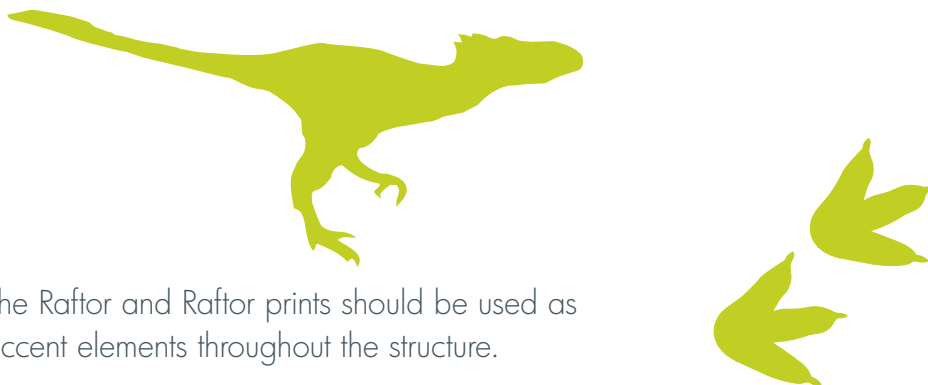 he Raftor and Raftor prints should be used as
ccent elements throughout the structure.